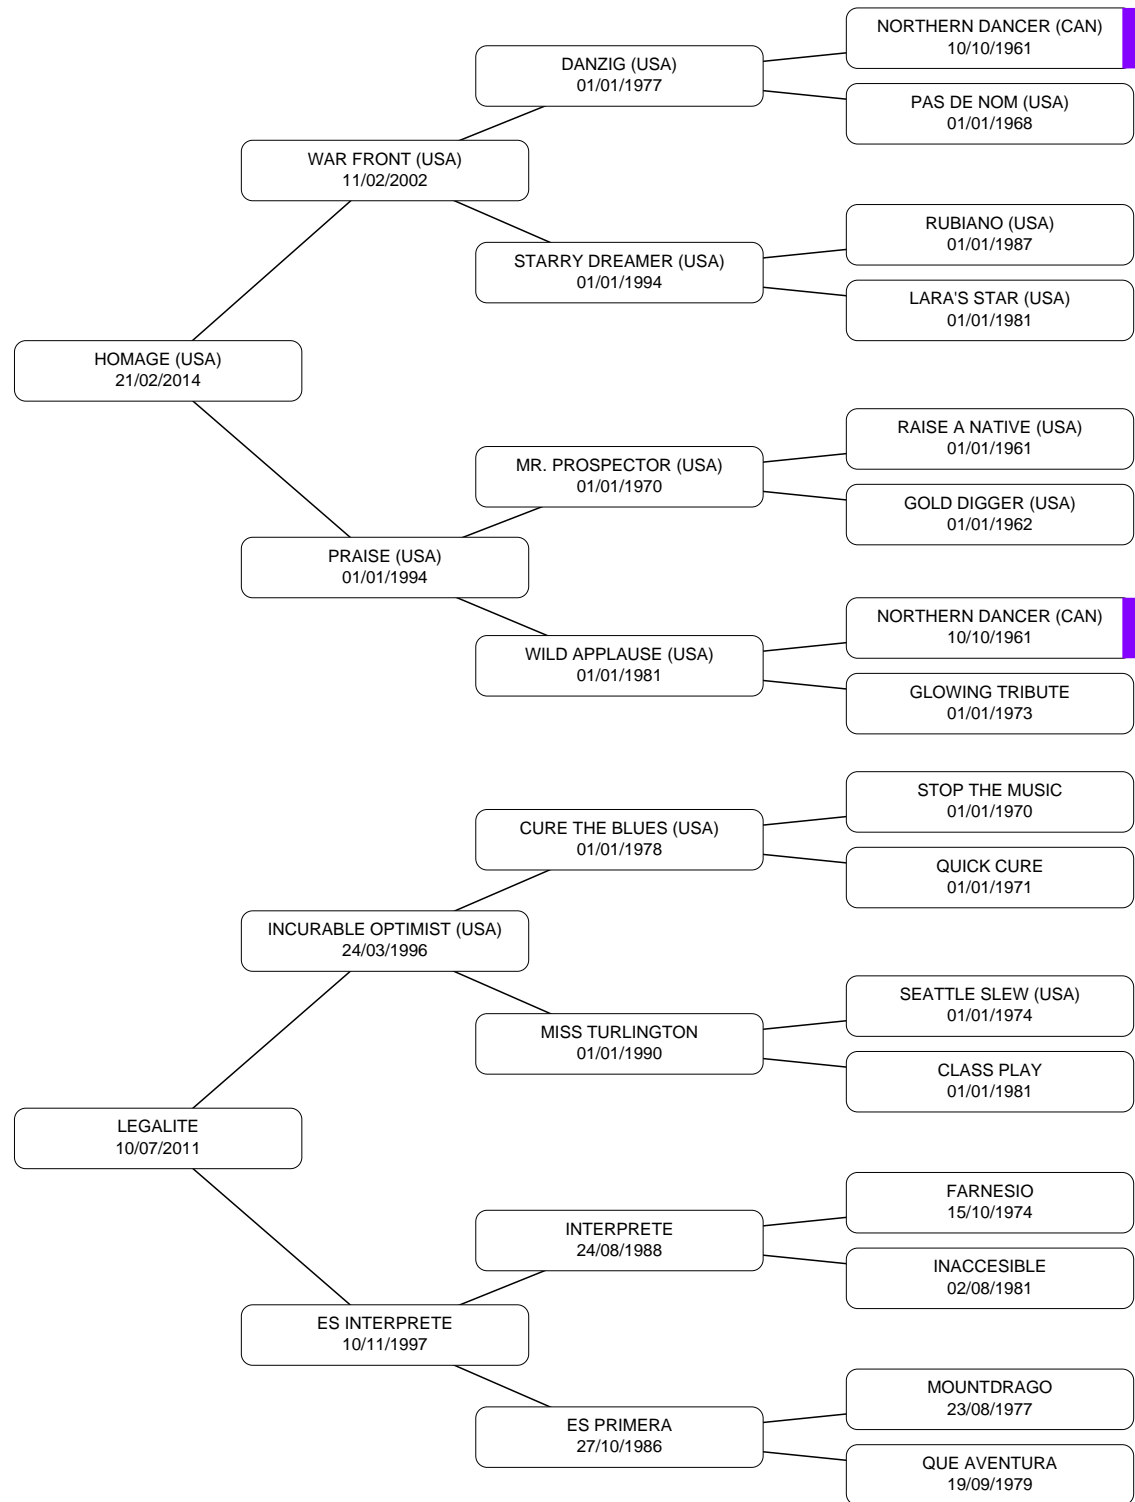 NORTHERN DANCER (CAN)
10/10/1961
DANZIG (USA)
01/01/1977
PAS DE NOM (USA)
01/01/1968
WAR FRONT (USA)
11/02/2002
RUBIANO (USA)
01/01/1987
STARRY DREAMER (USA)
01/01/1994
LARA'S STAR (USA)
01/01/1981
HOMAGE (USA)
21/02/2014
RAISE A NATIVE (USA)
01/01/1961
MR. PROSPECTOR (USA)
01/01/1970
GOLD DIGGER (USA)
01/01/1962
PRAISE (USA)
01/01/1994
NORTHERN DANCER (CAN)
10/10/1961
WILD APPLAUSE (USA)
01/01/1981
GLOWING TRIBUTE
01/01/1973
STOP THE MUSIC
01/01/1970
CURE THE BLUES (USA)
01/01/1978
QUICK CURE
01/01/1971
INCURABLE OPTIMIST (USA)
24/03/1996
SEATTLE SLEW (USA)
01/01/1974
MISS TURLINGTON
01/01/1990
CLASS PLAY
01/01/1981
LEGALITE
10/07/2011
FARNESIO
15/10/1974
INTERPRETE
24/08/1988
INACCESIBLE
02/08/1981
ES INTERPRETE
10/11/1997
MOUNTDRAGO
23/08/1977
ES PRIMERA
27/10/1986
QUE AVENTURA
19/09/1979